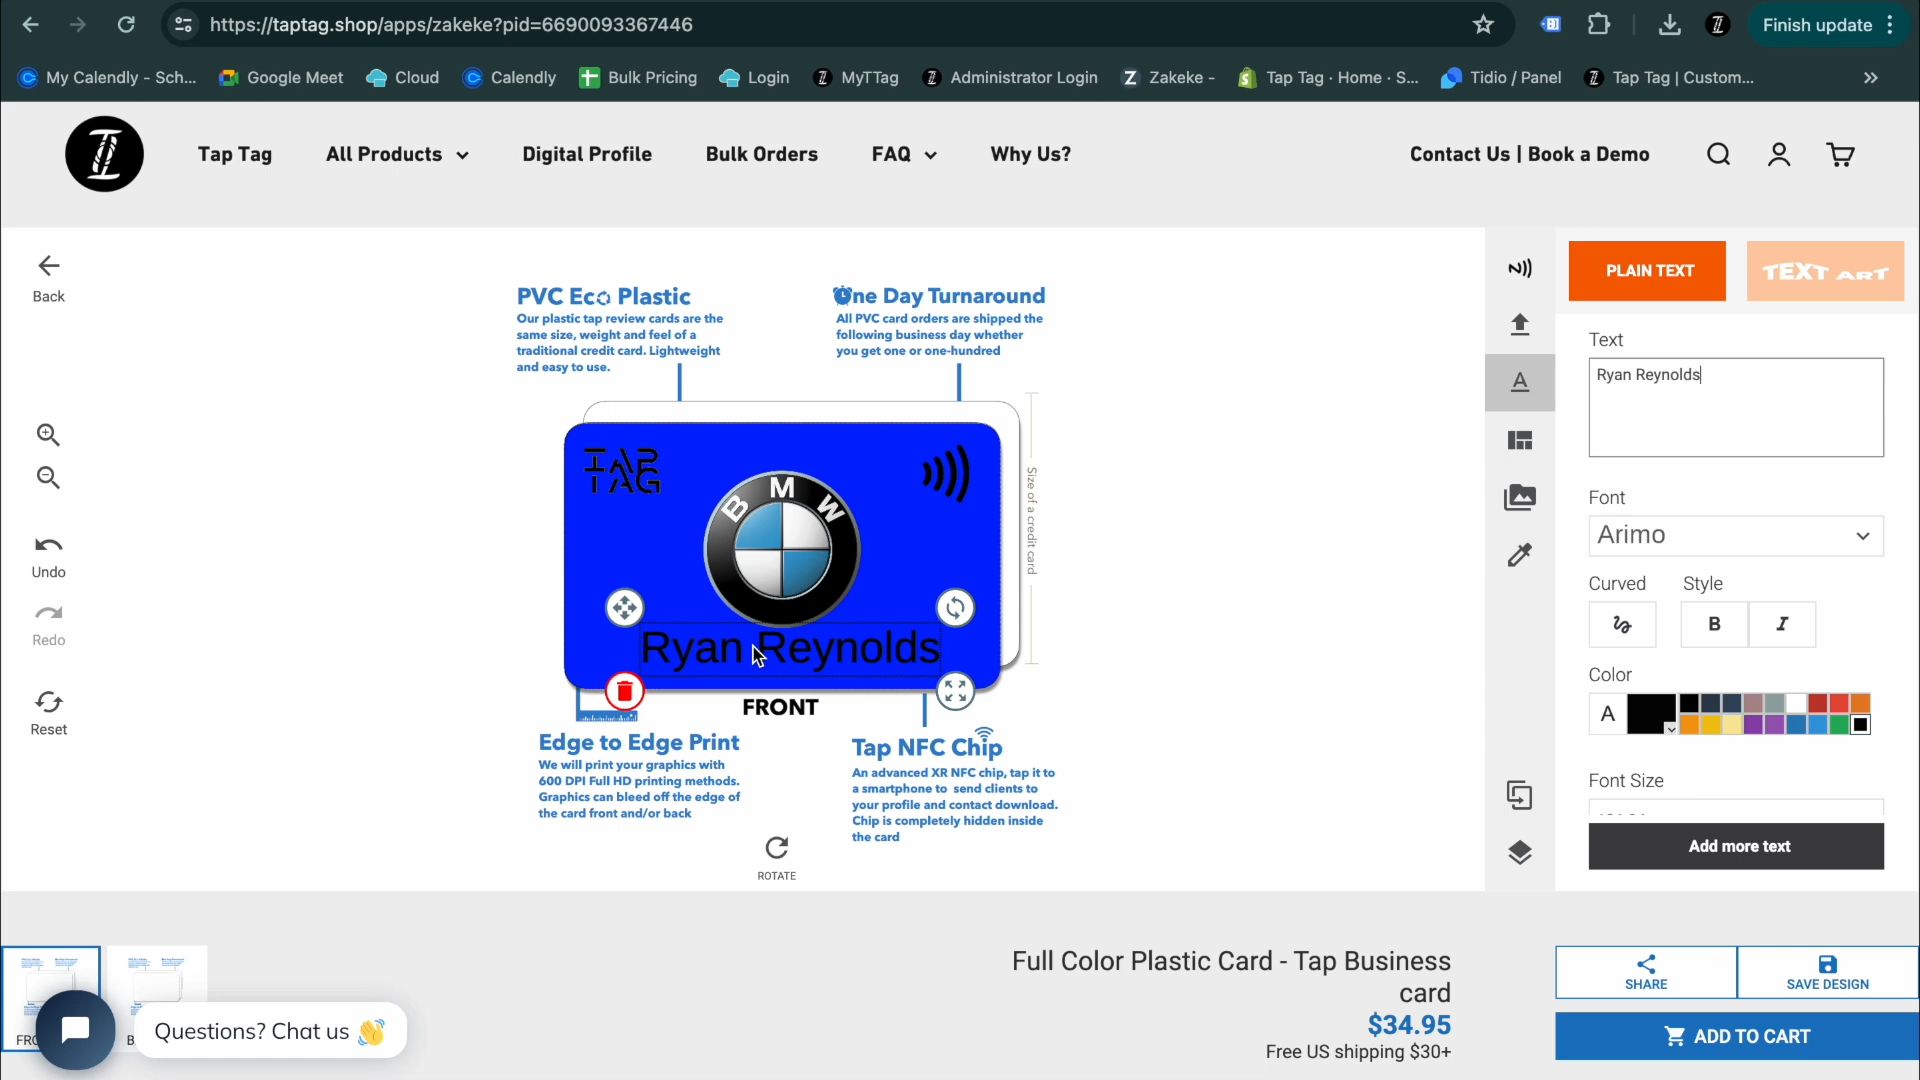 https://taptag.shop/apps/zakeke?pid=6690093367446
Finish update
My Calendly - Sch...
Google Meet
Cloud
Calendly
Bulk Pricing
Login
MyTTag
Administrator Login
Zakeke -
Tap Tag · Home · S...
Tidio / Panel
Tap Tag | Custom...
Tap Tag
All Products
Digital Profile
Bulk Orders
FAQ
Why Us?
Contact Us | Book a Demo
Back
Undo
Redo
Reset
PVC Eco Plastic
Our plastic tap review cards are the
same size, weight and feel of a
traditional credit card. Lightweight
and easy to use.
One Day Turnaround
All PVC card orders are shipped the
following business day whether
you get one or one-hundred
TAP
TAG
BMW
Ryan Reynolds
Size of a credit card
FRONT
Edge to Edge Print
We will print your graphics with
600 DPI Full HD printing methods.
Graphics can bleed off the edge of
the card front and/or back
Tap NFC Chip
An advanced XR NFC chip, tap it to
a smartphone to send clients to
your profile and contact download.
Chip is completely hidden inside
the card
ROTATE
PLAIN TEXT
TEXT ART
Text
Ryan Reynolds
Font
Arimo
Curved
Style
B
I
Color
A
Font Size
Add more text
Questions? Chat us 👋
Full Color Plastic Card - Tap Business
card
$34.95
Free US shipping $30+
SHARE
SAVE DESIGN
ADD TO CART